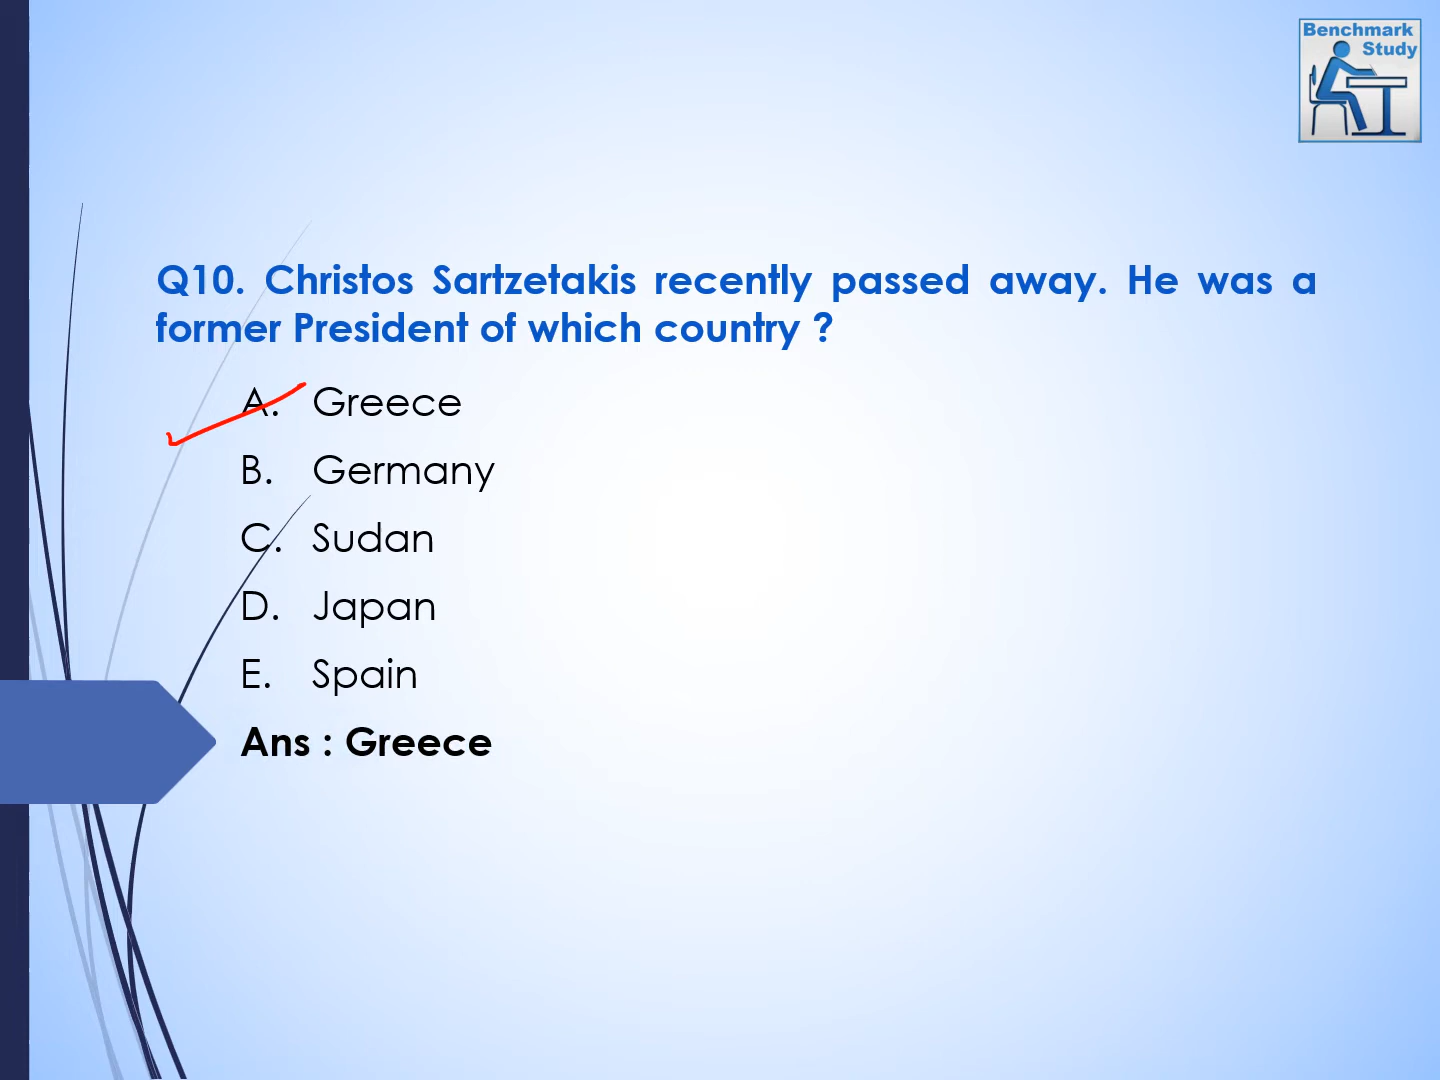 Benchmark
Study
Q10. Christos Sartzetakis recently passed away. He was a
former President of which country ?
A. Greece
B. Germany
C. Sudan
D. Japan
E. Spain
Ans : Greece